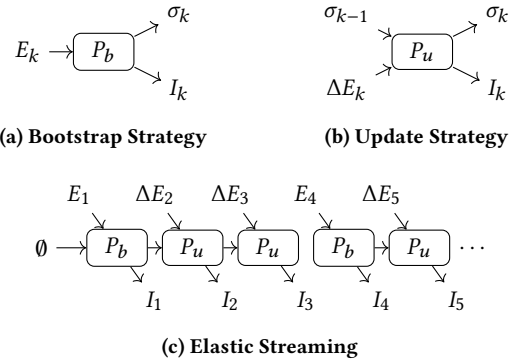 σ_k σ_{k−1} σ_k
E_k P_b P_u
I_k ΔE_k I_k
(a) Bootstrap Strategy (b) Update Strategy
E_1 ΔE_2 ΔE_3 E_4 ΔE_5
∅ P_b P_u P_u P_b P_u ···
I_1 I_2 I_3 I_4 I_5
(c) Elastic Streaming